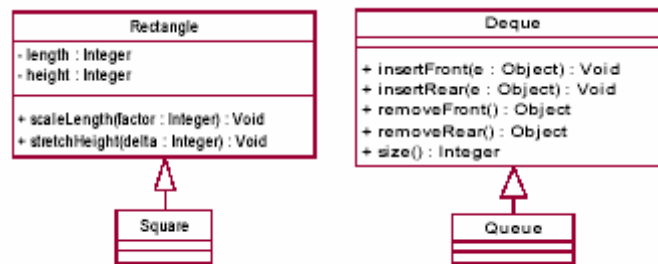 Rectangle
- length : Integer
- height : Integer
+ scaleLength(factor : Integer) : Void
+ stretchHeight(delta : Integer) : Void
Square
Deque
+ insertFront(e : Object) : Void
+ insertRear(e : Object) : Void
+ removeFront() : Object
+ removeRear() : Object
+ size() : Integer
Queue